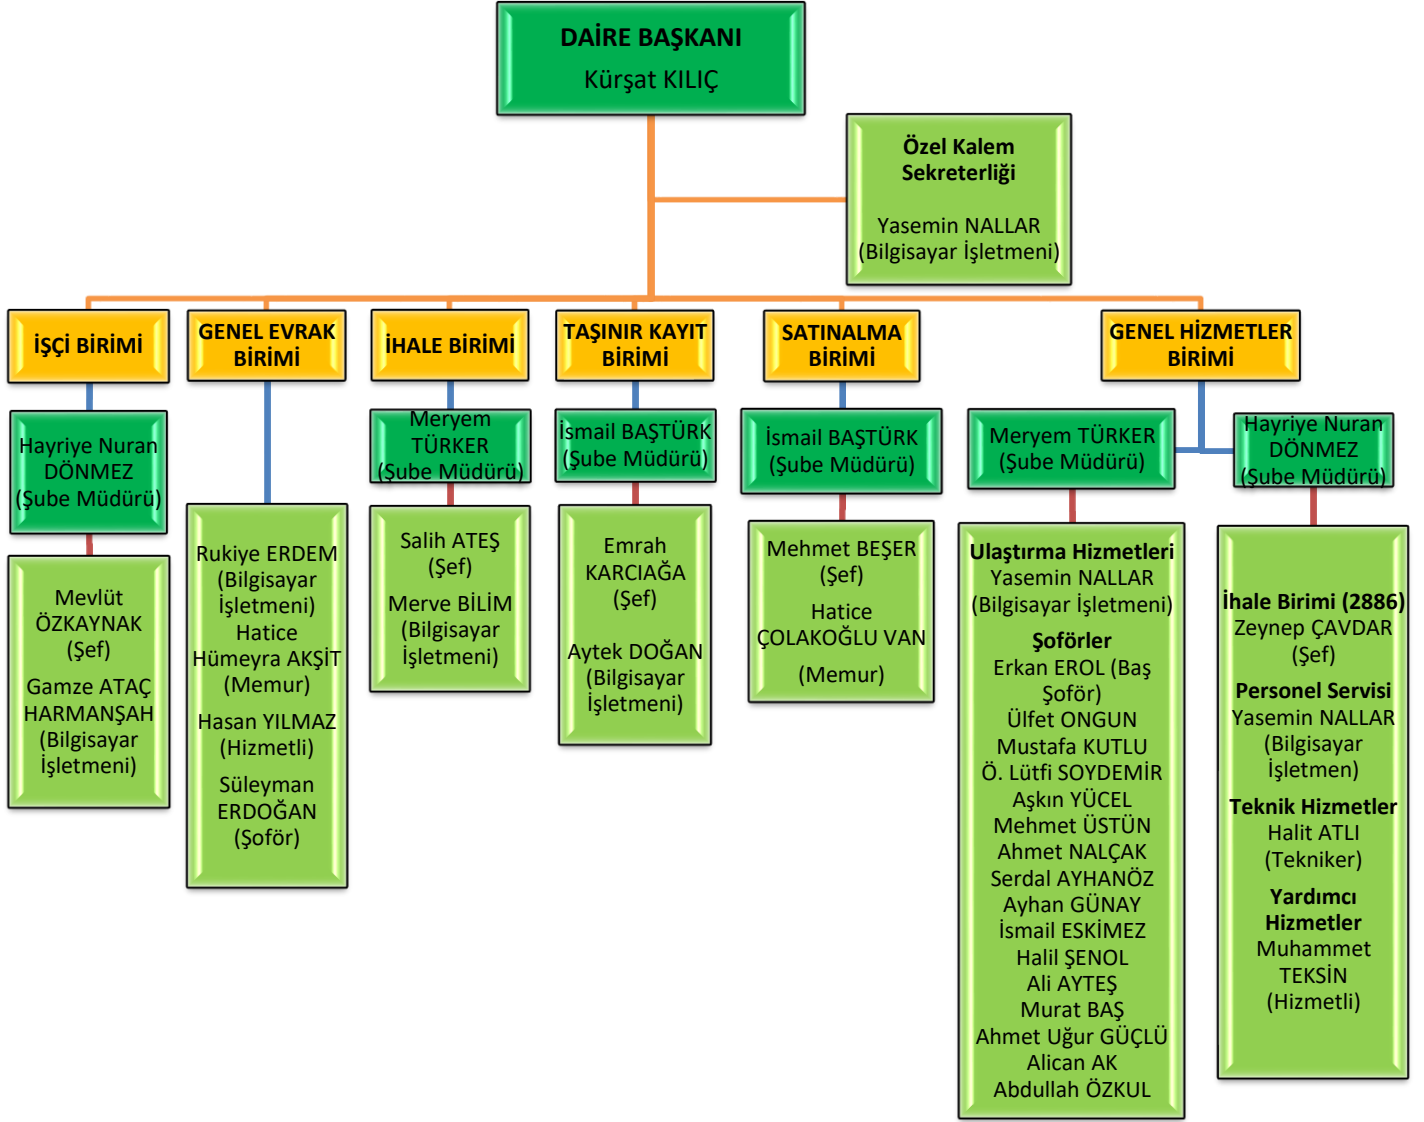 DAİRE BAŞKANI
Kürşat KILIÇ
Özel Kalem
Sekreterliği
Yasemin NALLAR
(Bilgisayar İşletmeni)
İŞÇİ BİRİMİ
Hayriye Nuran
DÖNMEZ
(Şube Müdürü)
Mevlüt
ÖZKAYNAK
(Şef)
Gamze ATAÇ
HARMANŞAH
(Bilgisayar
İşletmeni)
GENEL EVRAK
BİRİMİ
Rukiye ERDEM
(Bilgisayar
İşletmeni)
Hatice
Hümeyra AKŞİT
(Memur)
Hasan YILMAZ
(Hizmetli)
Süleyman
ERDOĞAN
(Şoför)
İHALE BİRİMİ
Meryem
TÜRKER
(Şube Müdürü)
Salih ATEŞ
(Şef)
Merve BİLİM
(Bilgisayar
İşletmeni)
TAŞINIR KAYIT
BİRİMİ
İsmail BAŞTÜRK
(Şube Müdürü)
Emrah
KARCIAĞA
(Şef)
Aytek DOĞAN
(Bilgisayar
İşletmeni)
SATINALMA
BİRİMİ
İsmail BAŞTÜRK
(Şube Müdürü)
Mehmet BEŞER
(Şef)
Hatice
ÇOLAKOĞLU VAN
(Memur)
GENEL HİZMETLER
BİRİMİ
Meryem TÜRKER
(Şube Müdürü)
Ulaştırma Hizmetleri
Yasemin NALLAR
(Bilgisayar İşletmeni)
Şoförler
Erkan EROL (Baş
Şoför)
Ülfet ONGUN
Mustafa KUTLU
Ö. Lütfi SOYDEMİR
Aşkın YÜCEL
Mehmet ÜSTÜN
Ahmet NALÇAK
Serdal AYHANÖZ
Ayhan GÜNAY
İsmail ESKİMEZ
Halil ŞENOL
Ali AYTEŞ
Murat BAŞ
Ahmet Uğur GÜÇLÜ
Alican AK
Abdullah ÖZKUL
Hayriye Nuran
DÖNMEZ
(Şube Müdürü)
İhale Birimi (2886)
Zeynep ÇAVDAR
(Şef)
Personel Servisi
Yasemin NALLAR
(Bilgisayar
İşletmen)
Teknik Hizmetler
Halit ATLI
(Tekniker)
Yardımcı
Hizmetler
Muhammet
TEKSİN
(Hizmetli)